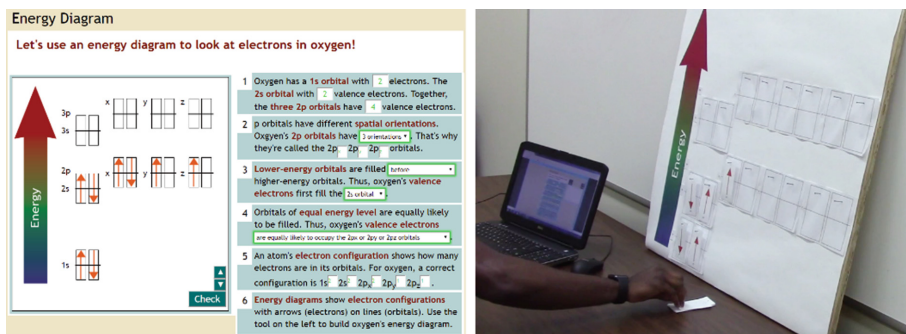 Energy Diagram
Let's use an energy diagram to look at electrons in oxygen!
3p
3s
2p
2s
1s
x y z
x y z
Energy
Check
1 Oxygen has a 1s orbital with 2 electrons. The
2s orbital with 2 valence electrons. Together,
the three 2p orbitals have 4 valence electrons.
2 p orbitals have different spatial orientations.
Oxgyen's 2p orbitals have 3 orientations. That's why
they're called the 2p 2p 2p orbitals.
3 Lower-energy orbitals are filled before
higher-energy orbitals. Thus, oxygen's valence
electrons first fill the 2s orbital.
4 Orbitals of equal energy level are equally likely
to be filled. Thus, oxygen's valence electrons
are equally likely to occupy the 2px or 2py or 2pz orbitals.
5 An atom's electron configuration shows how many
electrons are in its orbitals. For oxygen, a correct
configuration is 1s 2s 2px 2py 2pz.
6 Energy diagrams show electron configurations
with arrows (electrons) on lines (orbitals). Use the
tool on the left to build oxygen's energy diagram.
Energy